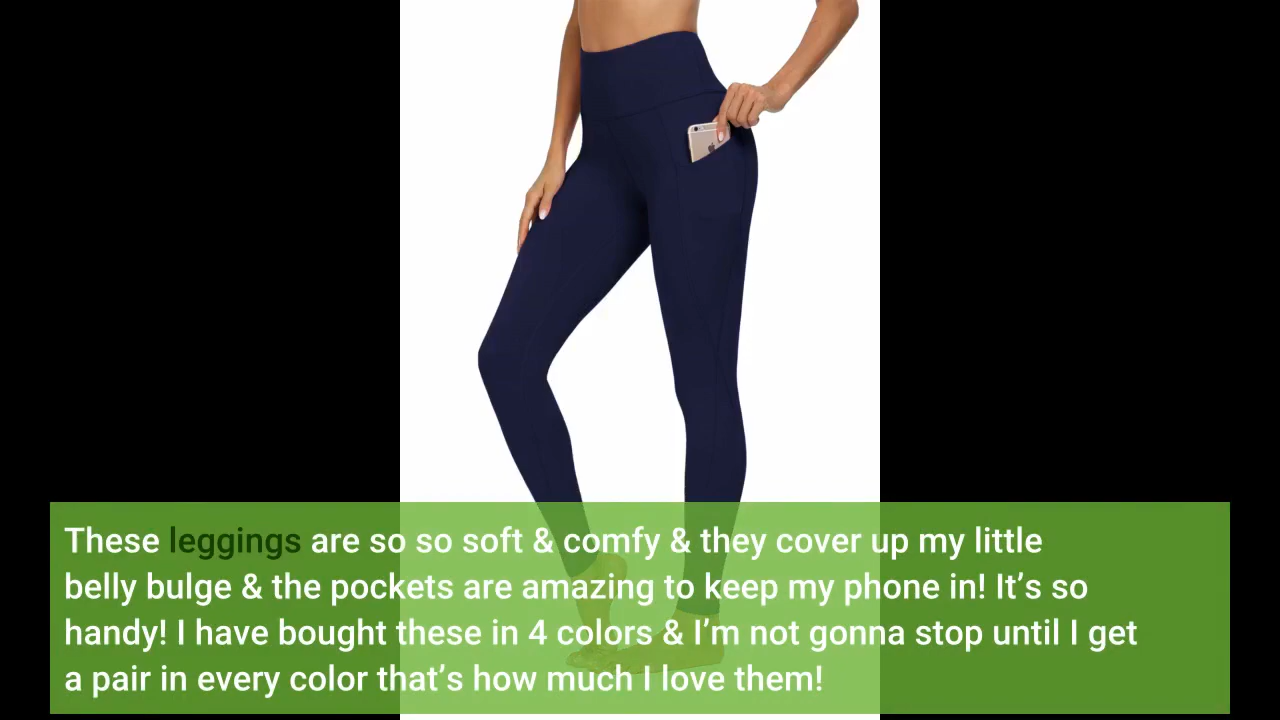 These leggings are so so soft & comfy & they cover up my little
belly bulge & the pockets are amazing to keep my phone in! It’s so
handy! I have bought these in 4 colors & I’m not gonna stop until I get
a pair in every color that’s how much I love them!